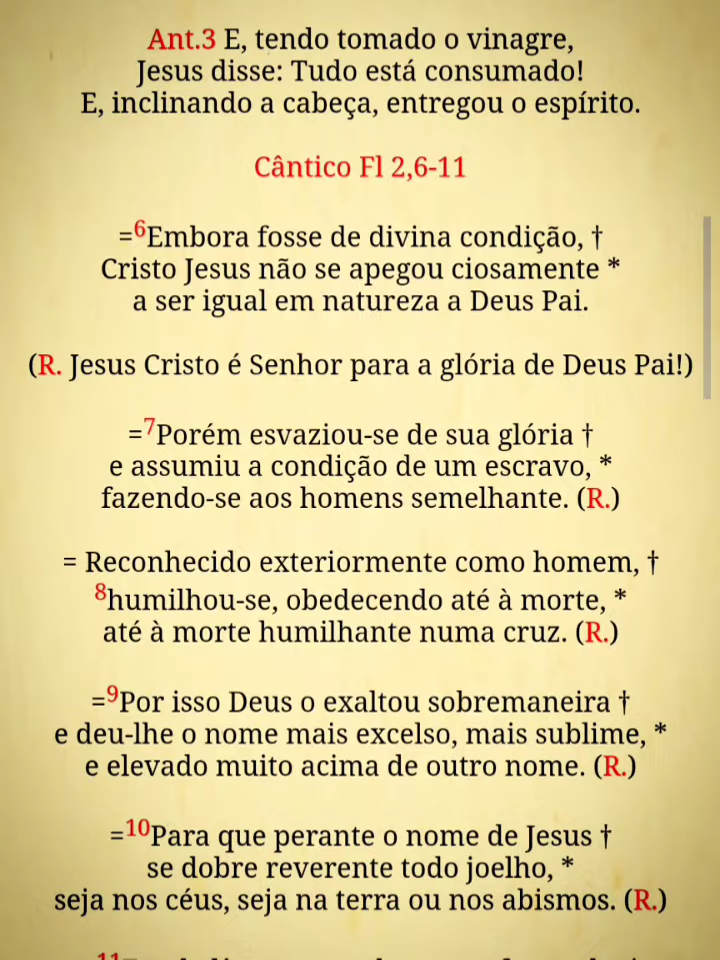 Ant.3 E, tendo tomado o vinagre,
Jesus disse: Tudo está consumado!
E, inclinando a cabeça, entregou o espírito.
Cântico Fl 2,6-11
=6Embora fosse de divina condição, †
Cristo Jesus não se apegou ciosamente *
a ser igual em natureza a Deus Pai.
(R. Jesus Cristo é Senhor para a glória de Deus Pai!)
=7Porém esvaziou-se de sua glória †
e assumiu a condição de um escravo, *
fazendo-se aos homens semelhante. (R.)
= Reconhecido exteriormente como homem, †
8humilhou-se, obedecendo até à morte, *
até à morte humilhante numa cruz. (R.)
=9Por isso Deus o exaltou sobremaneira †
e deu-lhe o nome mais excelso, mais sublime, *
e elevado muito acima de outro nome. (R.)
=10Para que perante o nome de Jesus †
se dobre reverente todo joelho, *
seja nos céus, seja na terra ou nos abismos. (R.)